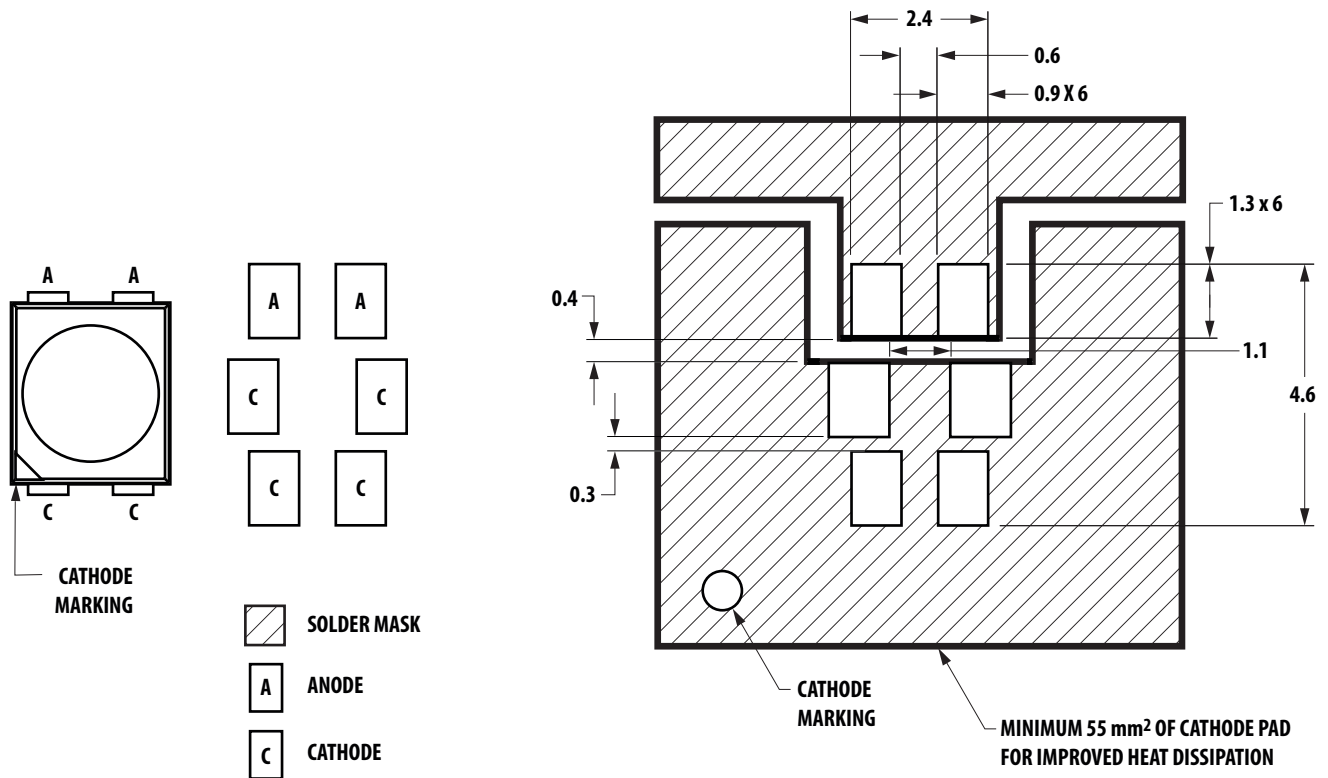 2.4
0.6
0.9 X 6
1.3 x 6
A A
A A
0.4
1.1
C C
4.6
C C
0.3
C C
CATHODE
MARKING
SOLDER MASK
A ANODE
C CATHODE
CATHODE
MARKING
MINIMUM 55 mm² OF CATHODE PAD
FOR IMPROVED HEAT DISSIPATION